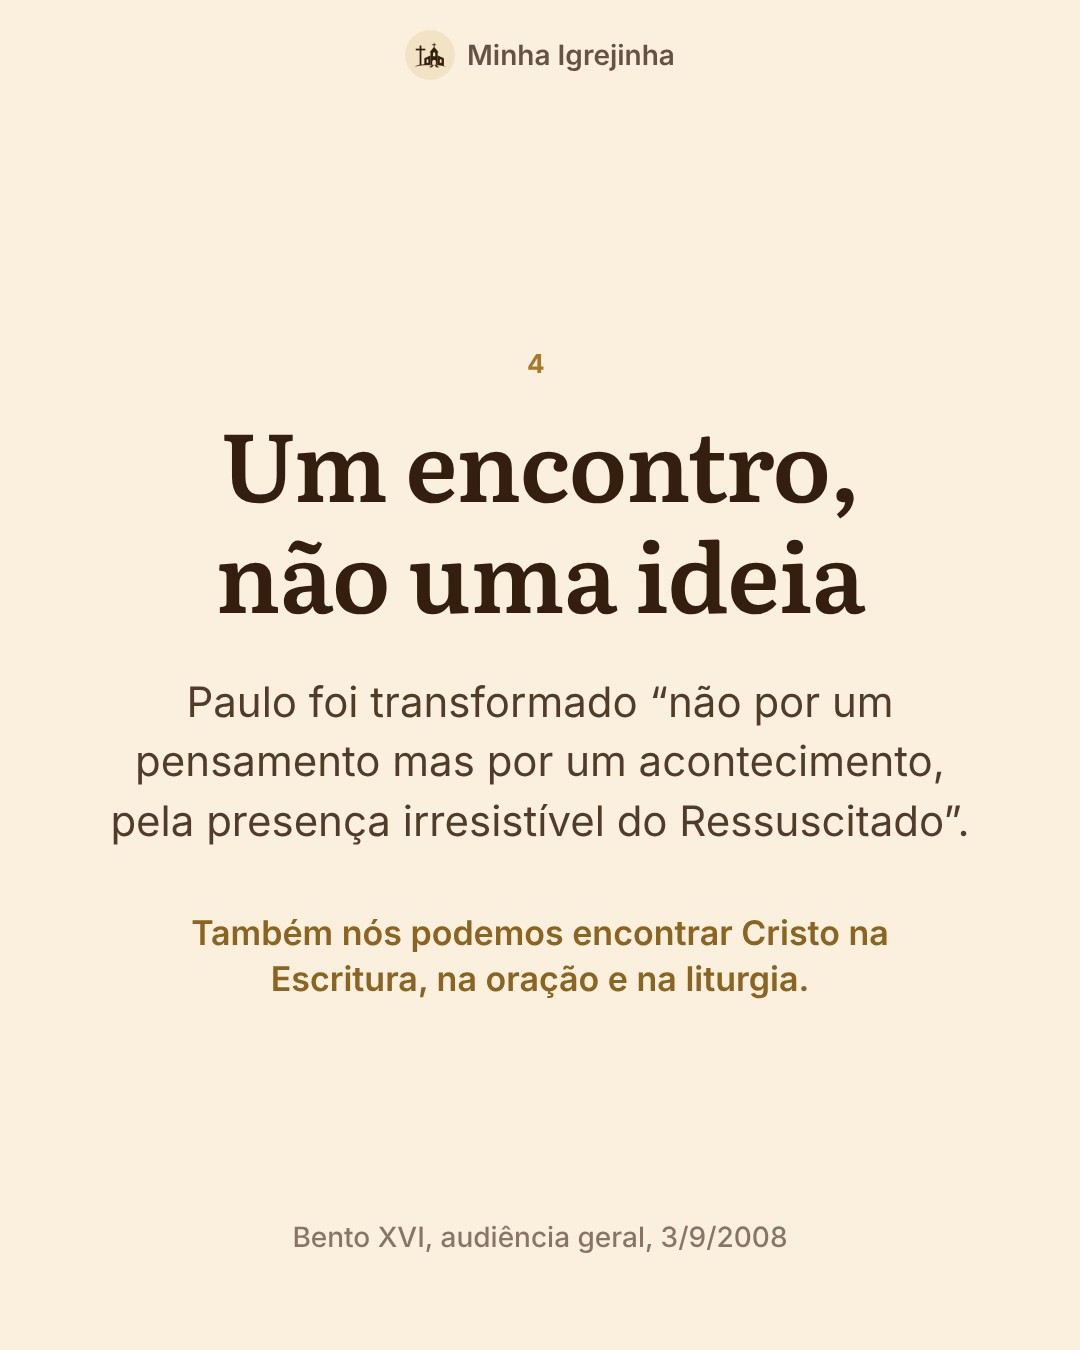 Minha Igrejinha
4
Um encontro,
não uma ideia
Paulo foi transformado “não por um
pensamento mas por um acontecimento,
pela presença irresistível do Ressuscitado”.
Também nós podemos encontrar Cristo na
Escritura, na oração e na liturgia.
Bento XVI, audiência geral, 3/9/2008